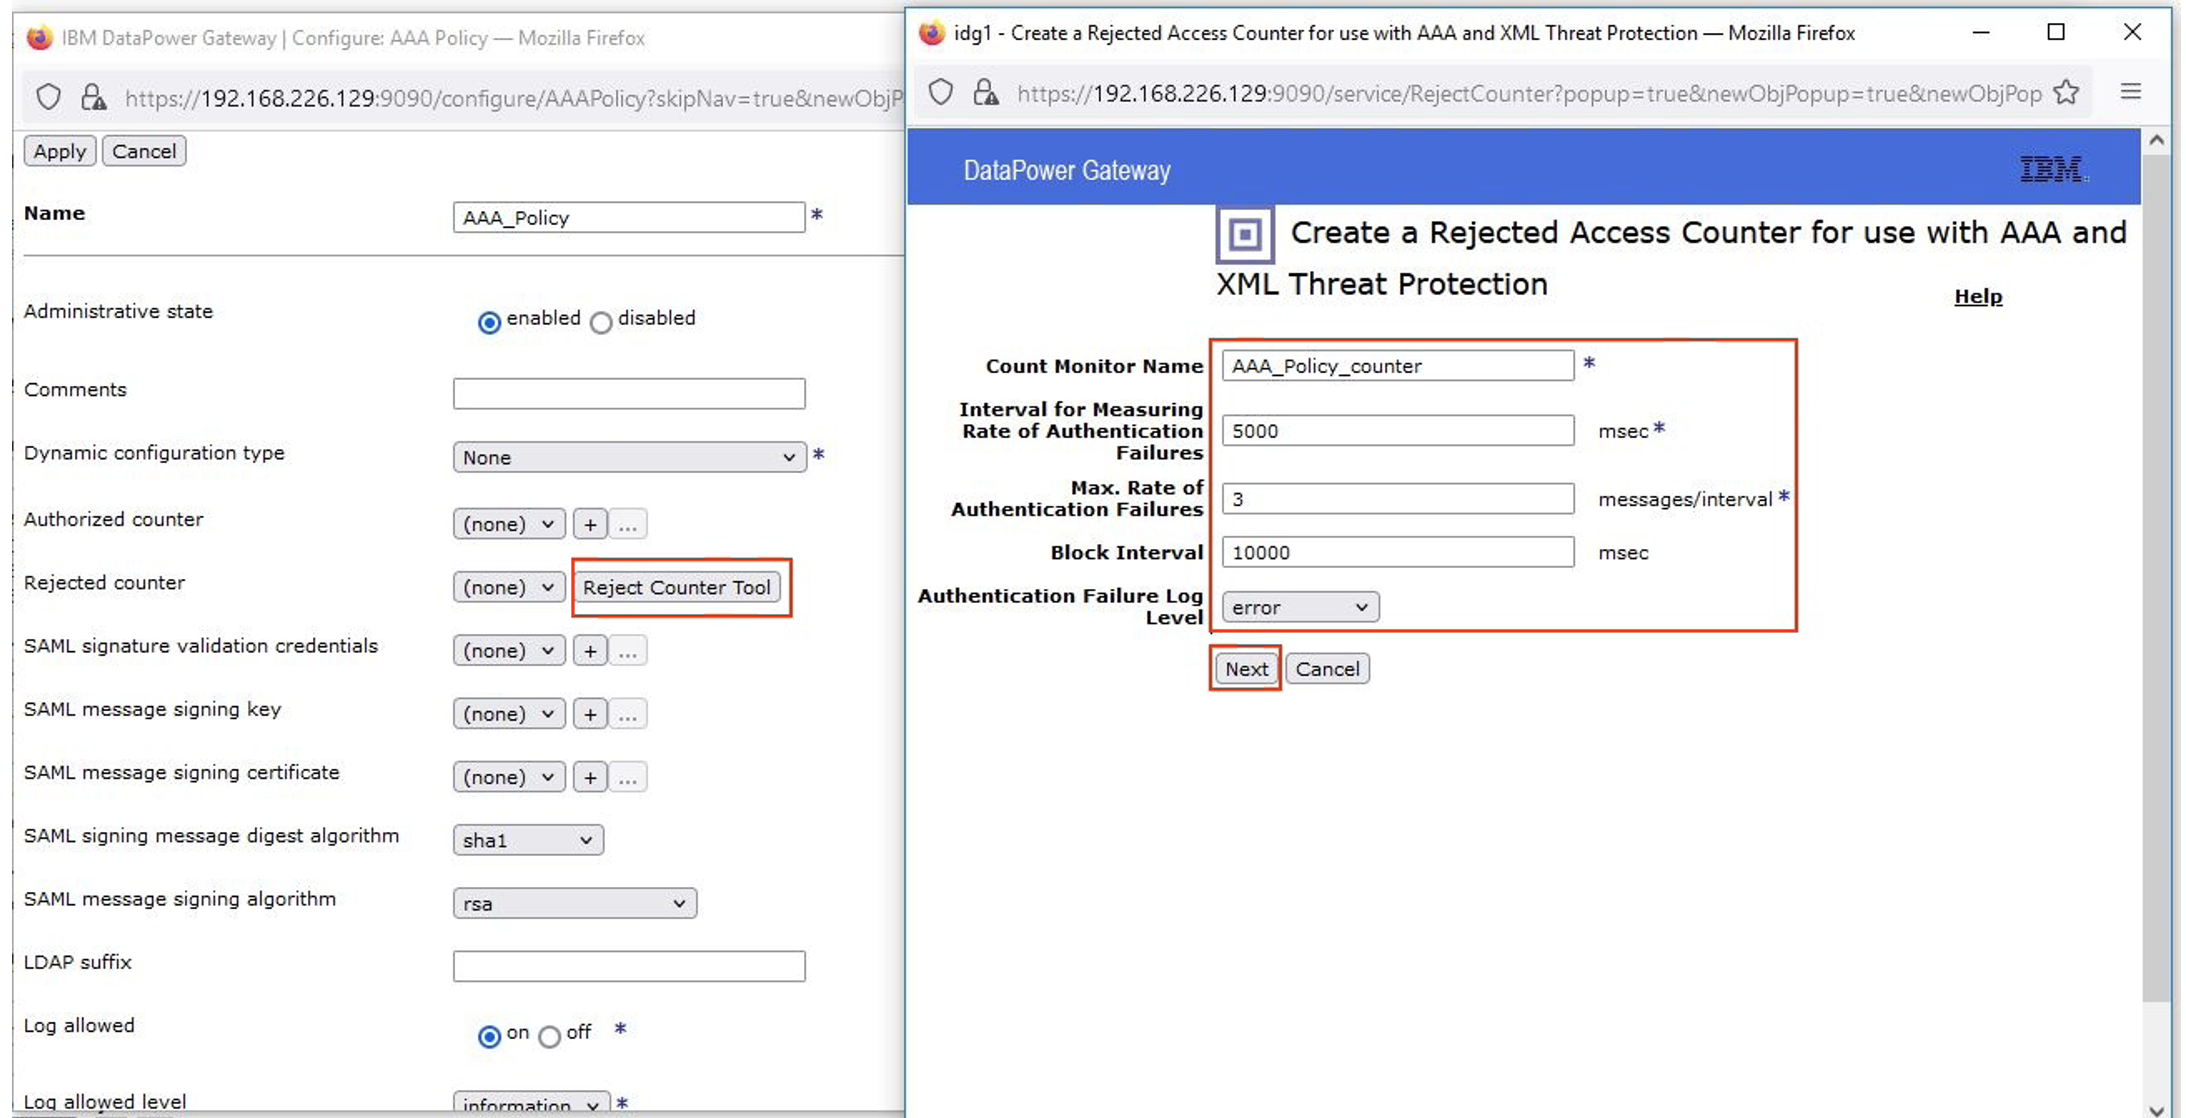 IBM DataPower Gateway | Configure: AAA Policy — Mozilla Firefox
https://192.168.226.129:9090/configure/AAAPolicy?skipNav=true&newObjP
Apply Cancel
Name AAA_Policy *
Administrative state enabled disabled
Comments
Dynamic configuration type None *
Authorized counter (none) + ...
Rejected counter (none) Reject Counter Tool
SAML signature validation credentials (none) + ...
SAML message signing key (none) + ...
SAML message signing certificate (none) + ...
SAML signing message digest algorithm sha1
SAML message signing algorithm rsa
LDAP suffix
Log allowed on off *
Log allowed level information *
idg1 - Create a Rejected Access Counter for use with AAA and XML Threat Protection — Mozilla Firefox
https://192.168.226.129:9090/service/RejectCounter?popup=true&newObjPopup=true&newObjPop
DataPower Gateway IBM.
Create a Rejected Access Counter for use with AAA and
XML Threat Protection
Help
Count Monitor Name AAA_Policy_counter *
Interval for Measuring
Rate of Authentication 5000 msec *
Failures
Max. Rate of
Authentication Failures 3 messages/interval *
Block Interval 10000 msec
Authentication Failure Log
Level error
Next Cancel